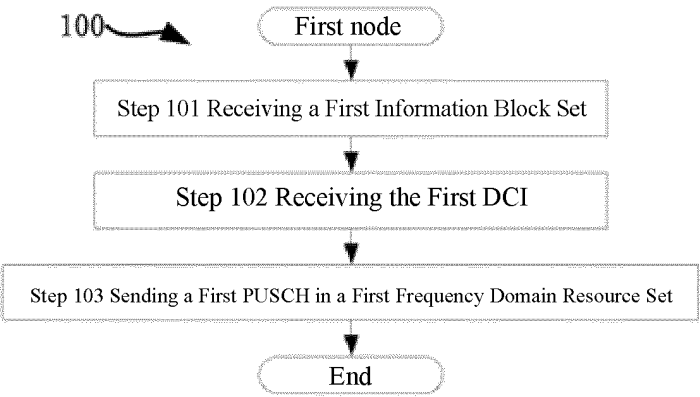 100
First node
Step 101 Receiving a First Information Block Set
Step 102 Receiving the First DCI
Step 103 Sending a First PUSCH in a First Frequency Domain Resource Set
End